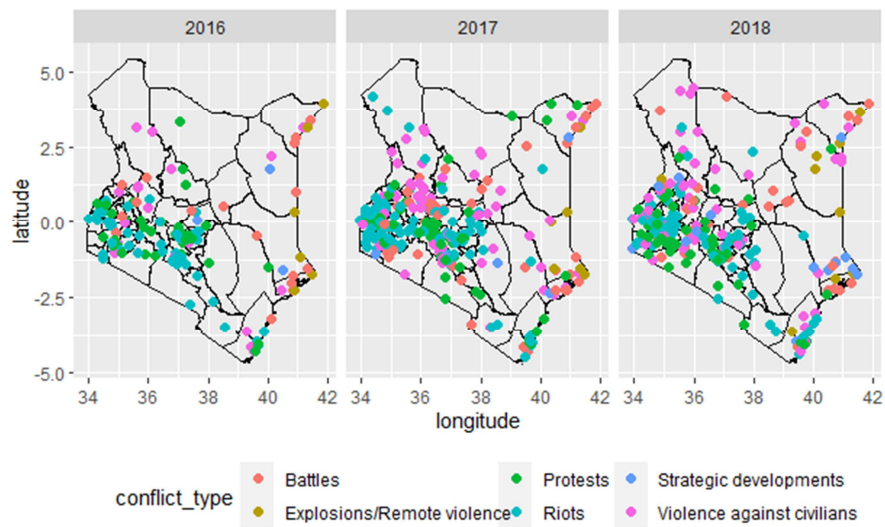 2016 2017 2018
5.0
2.5
0.0
-2.5
-5.0
latitude
34 36 38 40 42 34 36 38 40 42 34 36 38 40 42
longitude
conflict_type
Battles Protests Strategic developments
Explosions/Remote violence Riots Violence against civilians